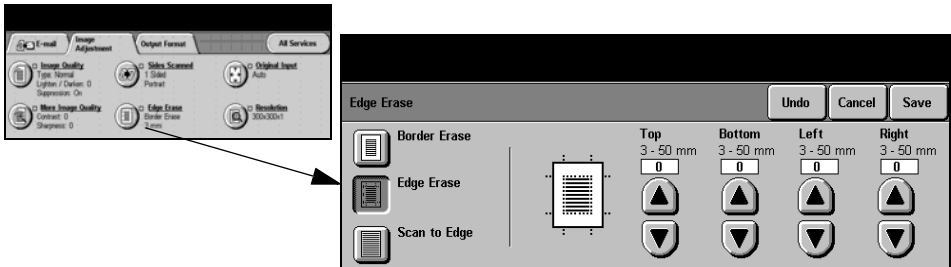 E-mail
Image
Adjustment
Output Format
All Services
Image Quality
Type: Normal
Lighten / Darken: 0
Suppression: On
Sides Scanned
1 Sided
Portrait
Original Input
Auto
More Image Quality
Contrast: 0
Sharpness: 0
Edge Erase
Border Erase
3 mm
Resolution
300x300x1
Edge Erase
Undo
Cancel
Save
Border Erase
Edge Erase
Scan to Edge
Top Bottom Left Right
3 - 50 mm 3 - 50 mm 3 - 50 mm 3 - 50 mm
0 0 0 0